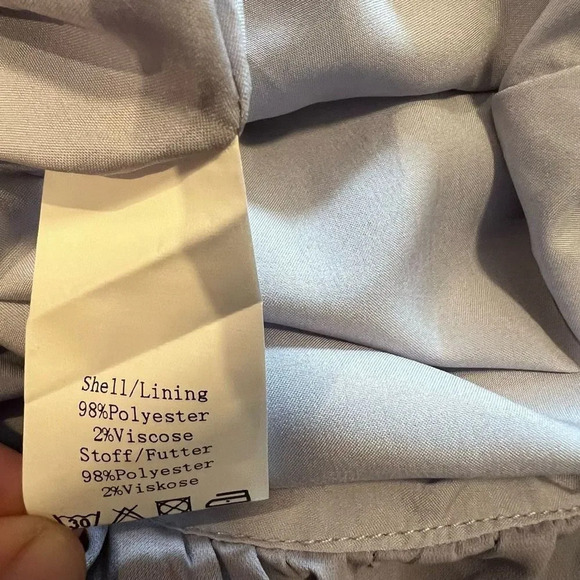 Shell/Lining
98%Polyester
2%Viscose
Stoff/Futter
98%Polyester
2%Viskose
30